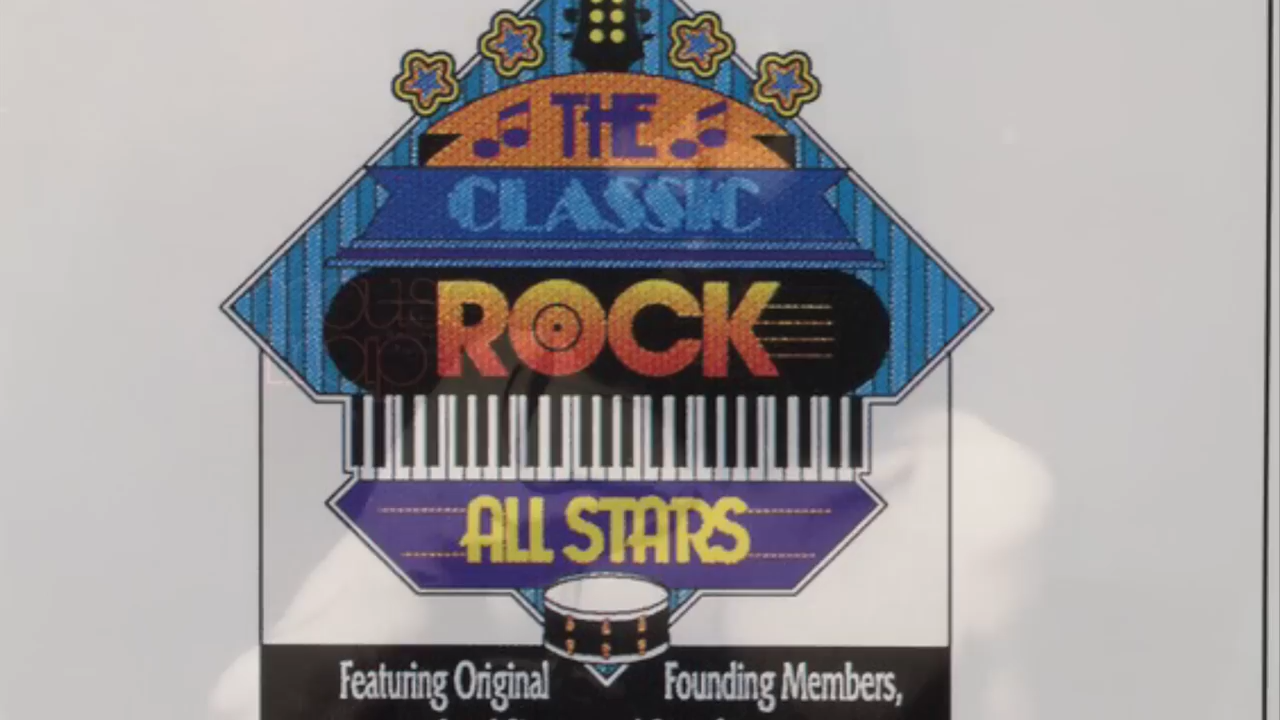 THE
CLASSIC
ROCK
ALL STARS
Featuring Original Founding Members,